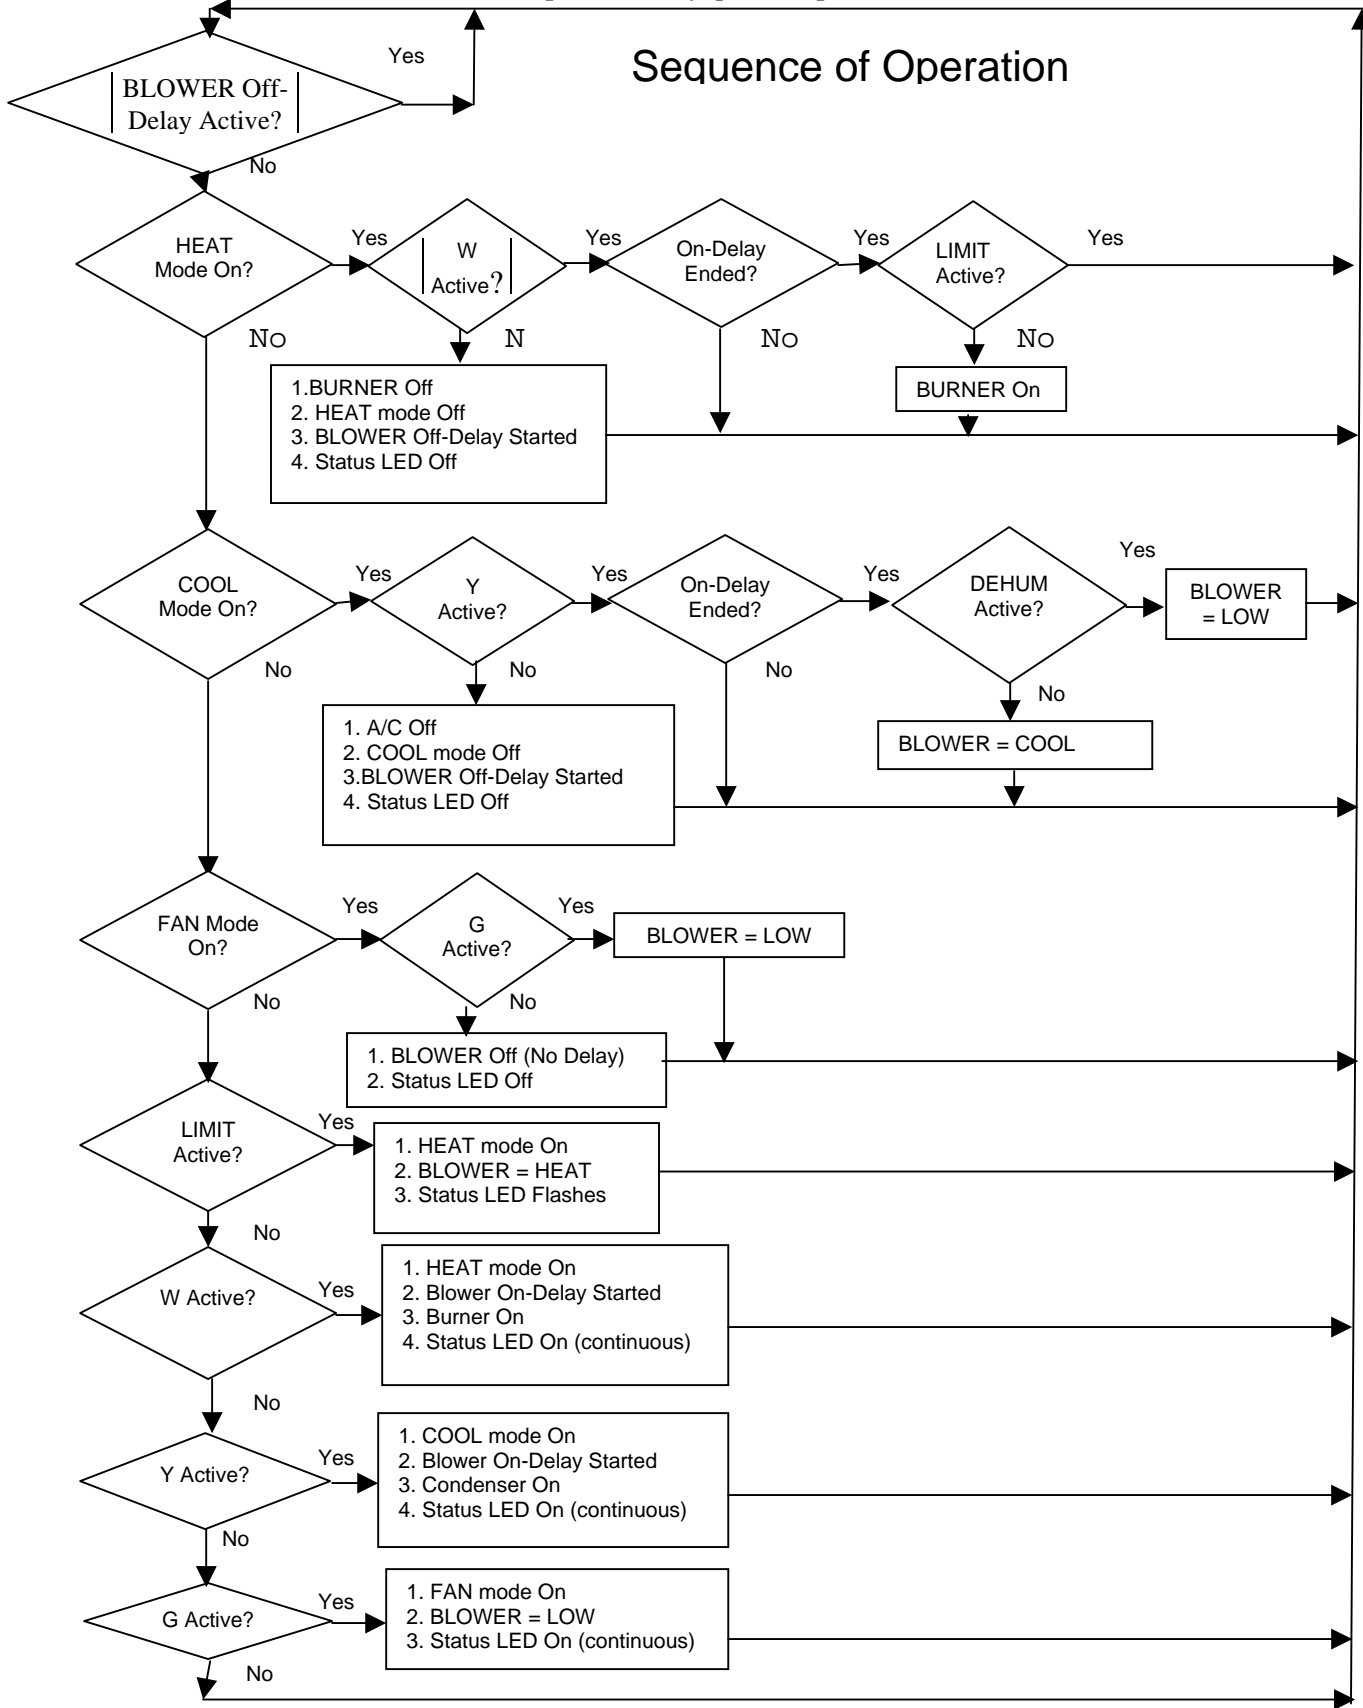 Sequence of Operation
Yes
BLOWER Off-
Delay Active?
No
HEAT
Mode On?
Yes
W
Active?
Yes
On-Delay
Ended?
Yes
LIMIT
Active?
Yes
No
N
No
No
1.BURNER Off
2. HEAT mode Off
3. BLOWER Off-Delay Started
4. Status LED Off
BURNER On
COOL
Mode On?
Yes
Y
Active?
Yes
On-Delay
Ended?
Yes
DEHUM
Active?
Yes
BLOWER
= LOW
No
No
No
No
1. A/C Off
2. COOL mode Off
3.BLOWER Off-Delay Started
4. Status LED Off
BLOWER = COOL
FAN Mode
On?
Yes
G
Active?
Yes
BLOWER = LOW
No
No
1. BLOWER Off (No Delay)
2. Status LED Off
LIMIT
Active?
Yes
1. HEAT mode On
2. BLOWER = HEAT
3. Status LED Flashes
No
W Active?
Yes
1. HEAT mode On
2. Blower On-Delay Started
3. Burner On
4. Status LED On (continuous)
No
Y Active?
Yes
1. COOL mode On
2. Blower On-Delay Started
3. Condenser On
4. Status LED On (continuous)
No
G Active?
Yes
1. FAN mode On
2. BLOWER = LOW
3. Status LED On (continuous)
No